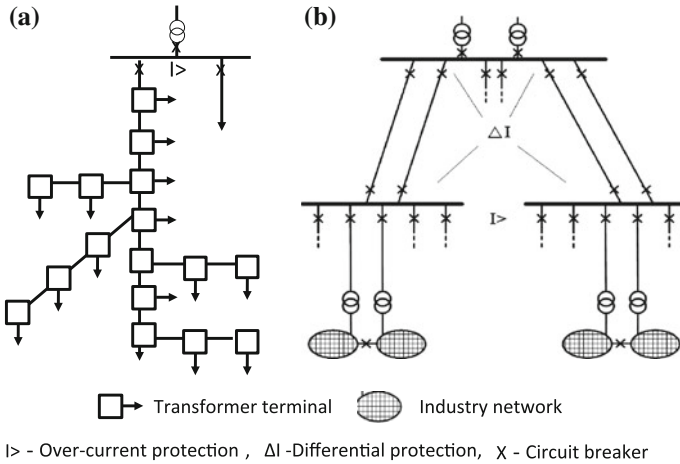 (a)
(b)
I>
ΔI
I>
Transformer terminal
Industry network
I> - Over-current protection , ΔI -Differential protection, X - Circuit breaker